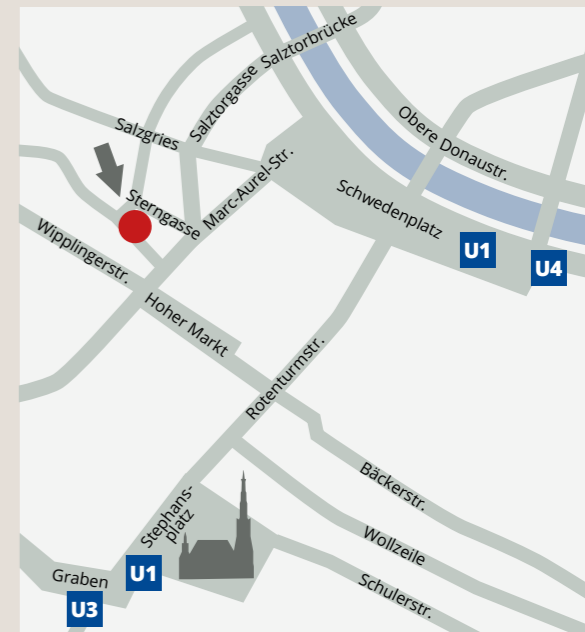 Salztorbrücke
Salztorgasse
Obere Donaustr.
Salzgries
Marc-Aurel-Str.
Sterngasse
Schwedenplatz
U1
U4
Wipplingerstr.
Hoher Markt
Rotenturmstr.
Bäckerstr.
Stephans-
platz
Wollzeile
U1
Graben
Schulerstr.
U3